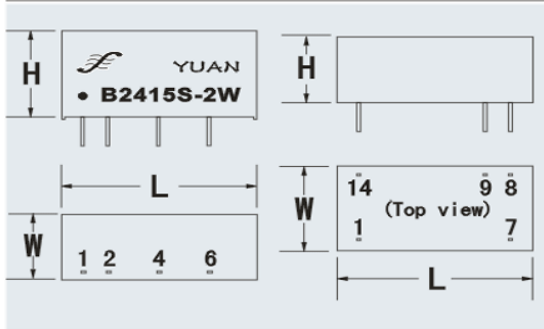 H
YUAN
• B2415S-2W
L
W
1 2 4 6
H
W
14 9 8
(Top view)
1 7
L